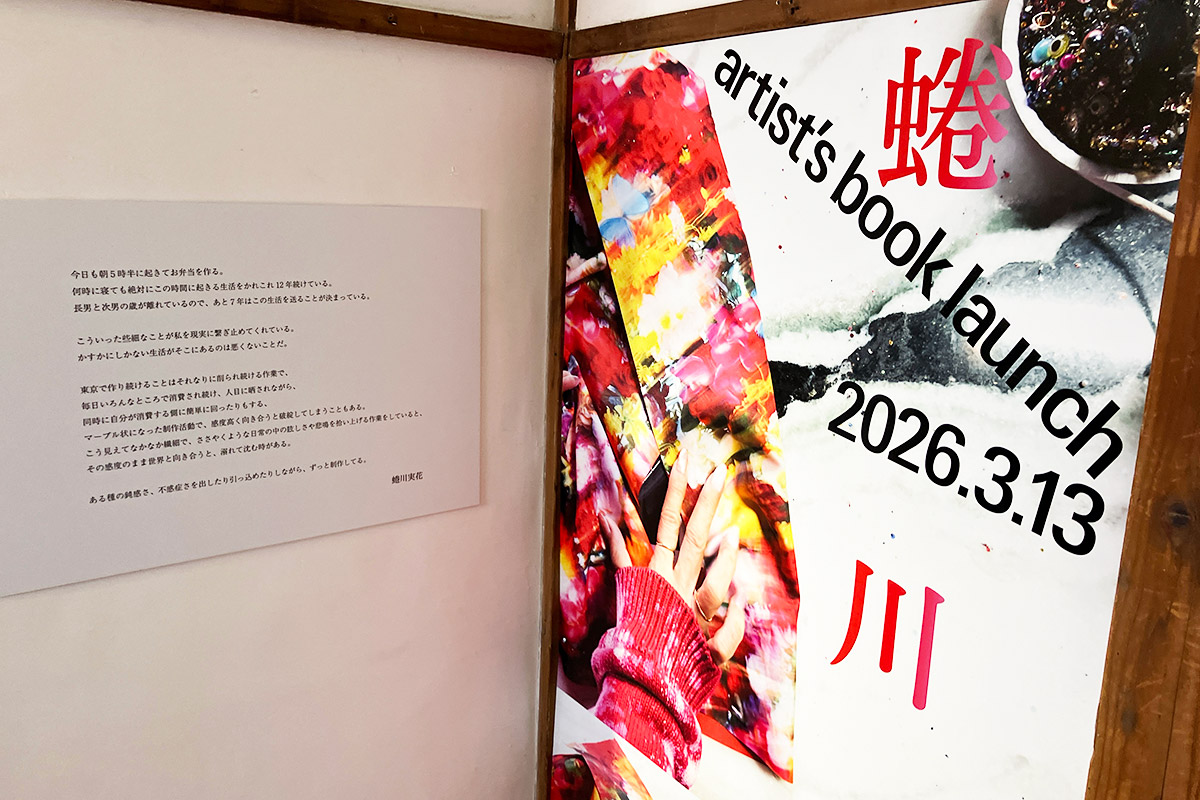 今日も朝5時半に起きてお弁当を作る。
何時に寝ても絶対にこの時間に起きる生活をかれこれ12年続けている。
長男と次男の歳が離れているので、あと7年はこの生活を送ることが決まっている。
こういった些細なことが私を現実に繋ぎ止めてくれている。
かすかにしかない生活がそこにあるのは悪くないことだ。
東京で作り続けることはそれなりに削られ続ける作業で、
毎日いろんなところで消費され続け、人目に晒されながら、
同時に自分が消費する側に簡単に回ったりもする、
マーブル状になった制作活動で、感度高く向き合うと破綻してしまうこともある。
こう見えてなかなか繊細で、ささやくような日常の中の眩しさや悲鳴を拾い上げる作業をしていると、
その感度のまま世界と向き合うと、溺れて沈む時がある。
ある種の鈍感さ、不感症さを出したり引っ込めたりしながら、ずっと制作してる。
蜷川実花
artist's book launch
2026.3.13
蜷
川